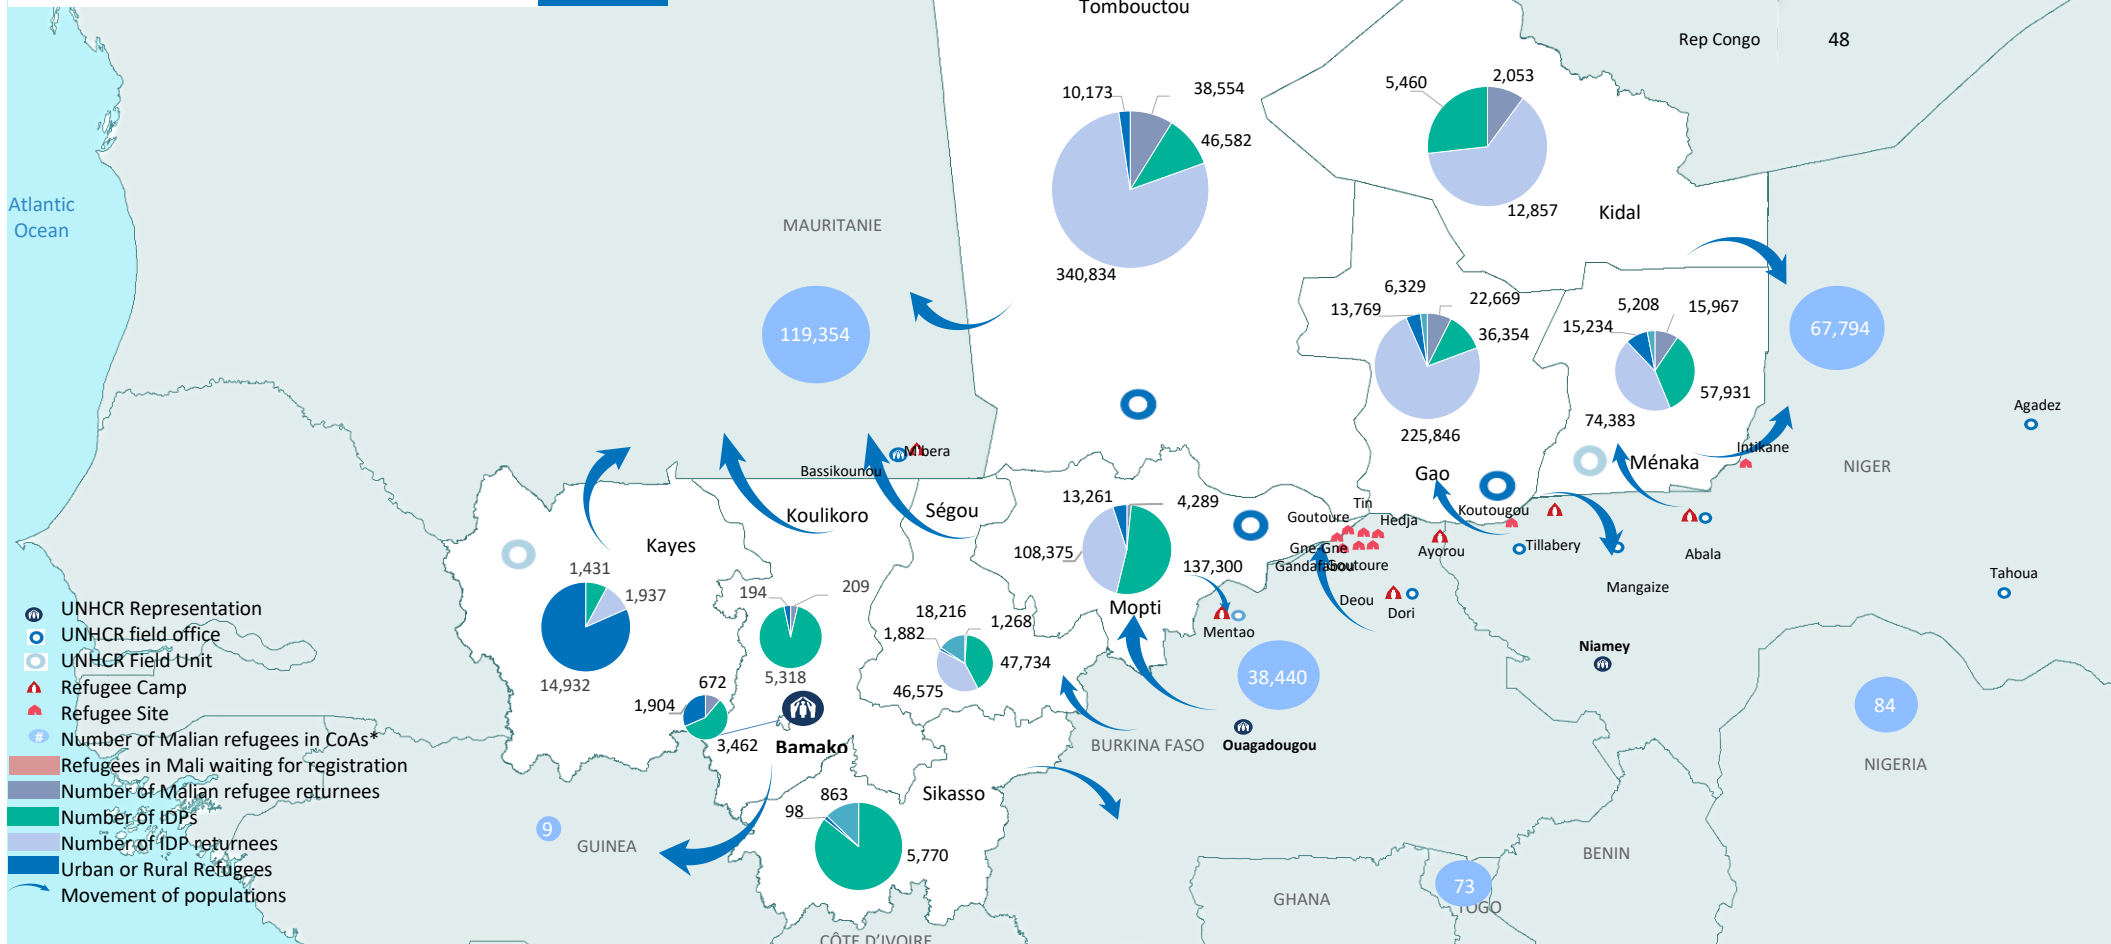 Tombouctou
Rep Congo 48
10,173
38,554
46,582
340,834
5,460
2,053
12,857
Kidal
Atlantic
Ocean
MAURITANIE
119,354
6,329
13,769
22,669
36,354
225,846
Gao
5,208
15,967
15,234
57,931
74,383
Ménaka
67,794
Agadez
Intikane
NIGER
M'bera
Bassikounou
Koulikoro
Ségou
Kayes
13,261
4,289
108,375
137,300
Mopti
Tin
Goutoure
Hedja
Koutougou
Gne-Gne
Gandafabou
Goutoure
Ayorou
Tillabery
Abala
Mangaize
Tahoua
Deou
Dori
Mentao
Niamey
1,431
1,937
14,932
194
209
5,318
18,216
1,268
1,882
47,734
46,575
672
1,904
3,462
Bamako
38,440
BURKINA FASO
Ouagadougou
84
NIGERIA
Sikasso
863
98
5,770
9
GUINEA
BENIN
GHANA
73
TOGO
CÔTE D'IVOIRE
UNHCR Representation
UNHCR field office
UNHCR Field Unit
Refugee Camp
Refugee Site
# Number of Malian refugees in CoAs*
Refugees in Mali waiting for registration
Number of Malian refugee returnees
Number of IDPs
Number of IDP returnees
Urban or Rural Refugees
Movement of populations